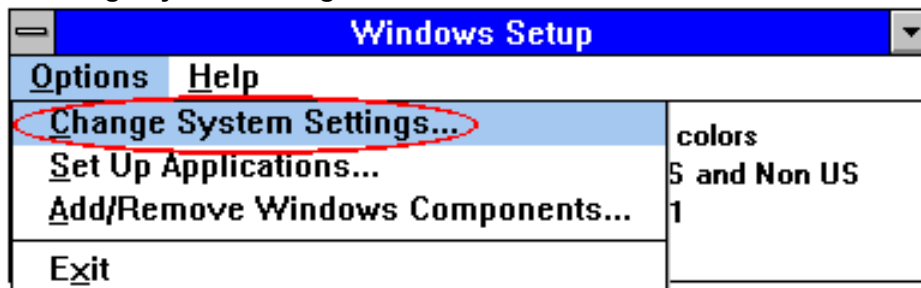 Windows Setup
Options Help
Change System Settings...
colors
Set Up Applications...
and Non US
Add/Remove Windows Components...
1
Exit